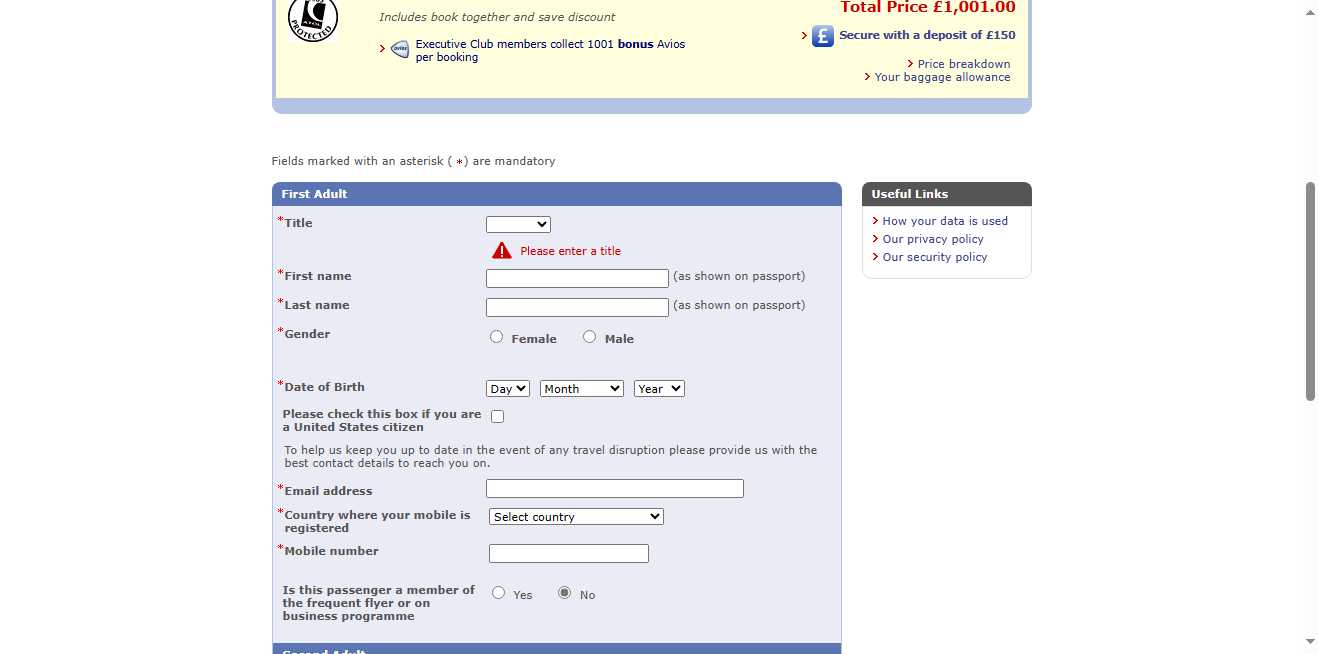 Total Price £1,001.00
Includes book together and save discount
ATOL
PROTECTED
Secure with a deposit of £150
Avios
Executive Club members collect 1001 bonus Avios
per booking
Price breakdown
Your baggage allowance
Fields marked with an asterisk ( *) are mandatory
First Adult
Useful Links
*Title
How your data is used
Our privacy policy
Please enter a title
Our security policy
*First name
(as shown on passport)
*Last name
(as shown on passport)
*Gender
Female Male
*Date of Birth
Day Month Year
Please check this box if you are
a United States citizen
To help us keep you up to date in the event of any travel disruption please provide us with the
best contact details to reach you on.
*Email address
*Country where your mobile is
registered
Select country
*Mobile number
Is this passenger a member of
the frequent flyer or on
business programme
Yes No
Second Adult